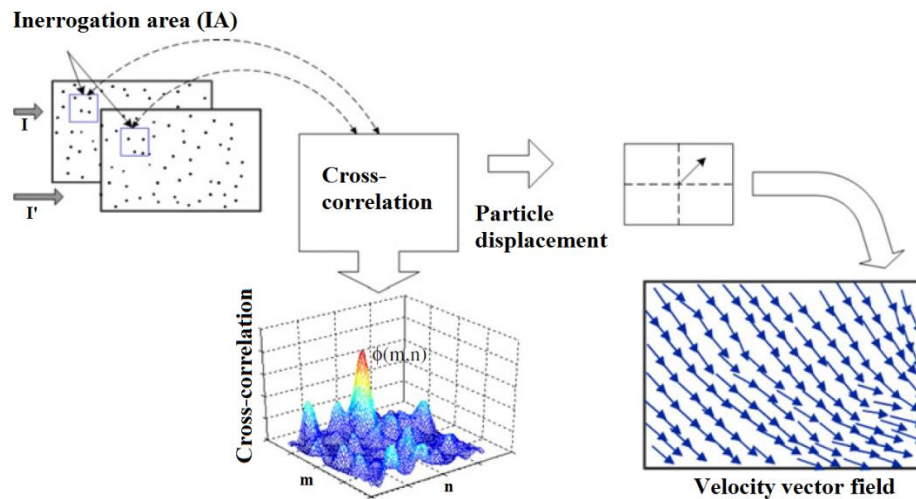 Inerrogation area (IA)
I
I'
Cross-
correlation
Particle
displacement
Cross-correlation
ϕ(m,n)
m
n
Velocity vector field